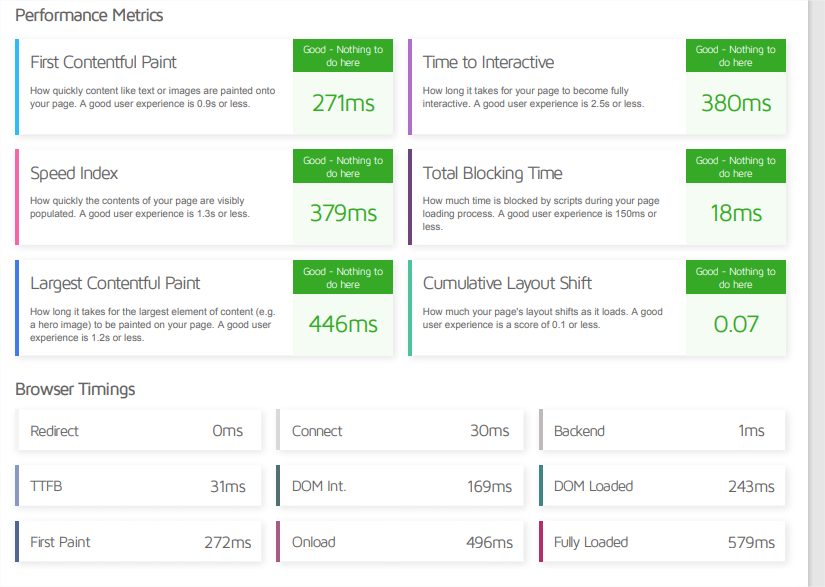 Performance Metrics
First Contentful Paint
Good - Nothing to
do here
How quickly content like text or images are painted onto
your page. A good user experience is 0.9s or less.
271ms
Time to Interactive
Good - Nothing to
do here
How long it takes for your page to become fully
interactive. A good user experience is 2.5s or less.
380ms
Speed Index
Good - Nothing to
do here
How quickly the contents of your page are visibly
populated. A good user experience is 1.3s or less.
379ms
Total Blocking Time
Good - Nothing to
do here
How much time is blocked by scripts during your page
loading process. A good user experience is 150ms or
less.
18ms
Largest Contentful Paint
Good - Nothing to
do here
How long it takes for the largest element of content (e.g.
a hero image) to be painted on your page. A good user
experience is 1.2s or less.
446ms
Cumulative Layout Shift
Good - Nothing to
do here
How much your page's layout shifts as it loads. A good
user experience is a score of 0.1 or less.
0.07
Browser Timings
Redirect 0ms
Connect 30ms
Backend 1ms
TTFB 31ms
DOM Int. 169ms
DOM Loaded 243ms
First Paint 272ms
Onload 496ms
Fully Loaded 579ms